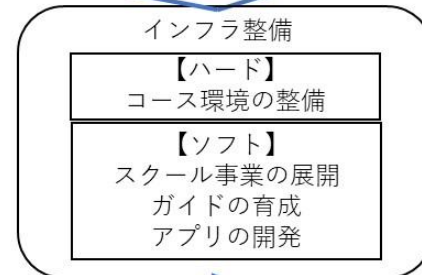 インフラ整備
【ハード】
コース環境の整備
【ソフト】
スクール事業の展開
ガイドの育成
アプリの開発